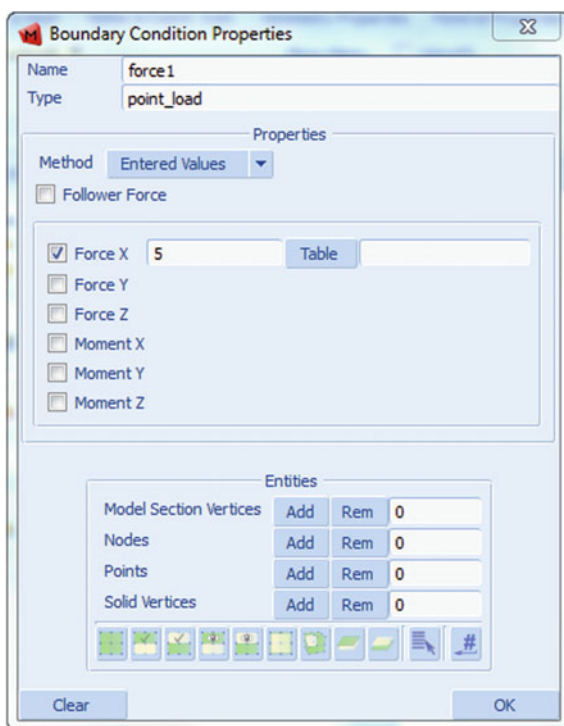 Boundary Condition Properties
Name force1
Type point_load
Properties
Method Entered Values
Follower Force
Force X 5 Table
Force Y
Force Z
Moment X
Moment Y
Moment Z
Entities
Model Section Vertices Add Rem 0
Nodes Add Rem 0
Points Add Rem 0
Solid Vertices Add Rem 0
#
Clear OK